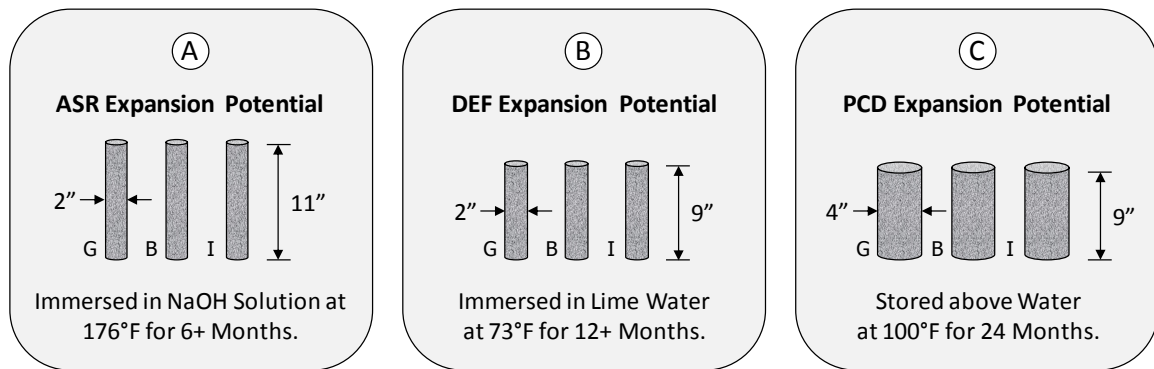 A
ASR Expansion Potential
2”
11”
G B I
Immersed in NaOH Solution at
176°F for 6+ Months.
B
DEF Expansion Potential
2”
9”
G B I
Immersed in Lime Water
at 73°F for 12+ Months.
C
PCD Expansion Potential
4”
9”
G B I
Stored above Water
at 100°F for 24 Months.